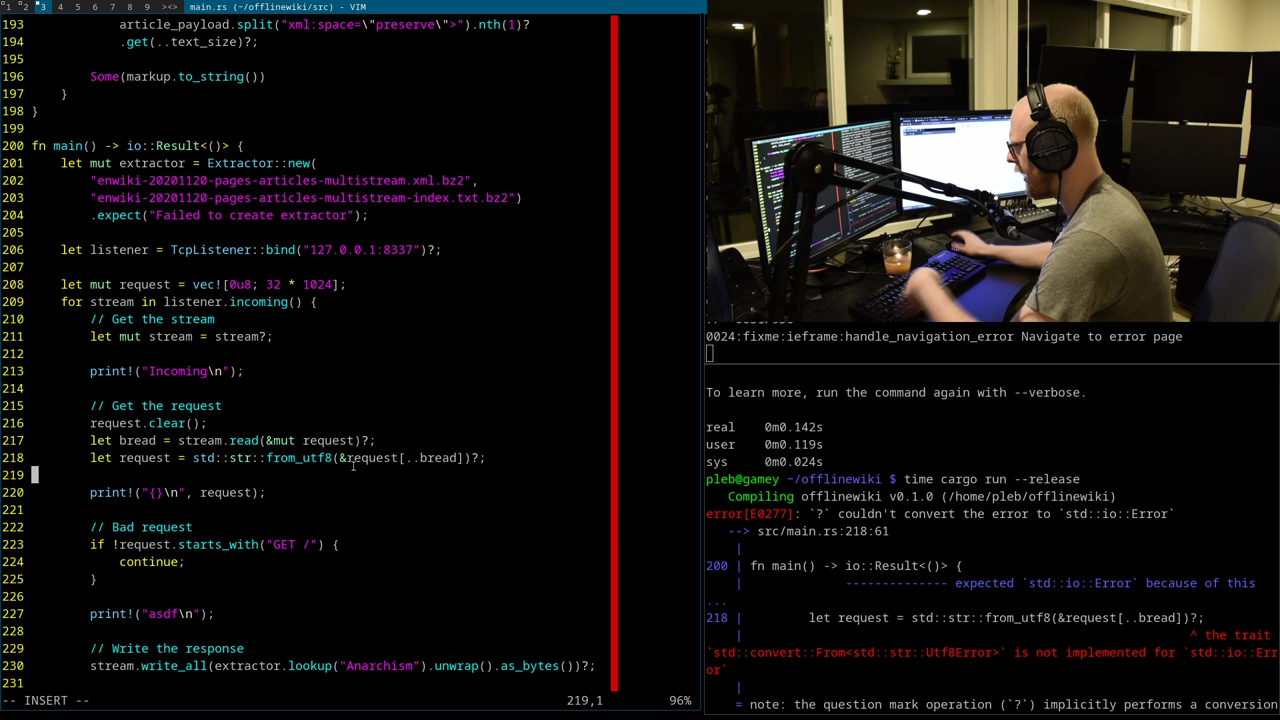 1 2 3 4 5 6 7 8 9 ><> main.rs (~/offlinewiki/src) - VIM
193 article_payload.split("xml:space=\"preserve\">").nth(1)?
194 .get(..text_size)?;
195
196 Some(markup.to_string())
197 }
198 }
199
200 fn main() -> io::Result<()> {
201 let mut extractor = Extractor::new(
202 "enwiki-20201120-pages-articles-multistream.xml.bz2",
203 "enwiki-20201120-pages-articles-multistream-index.txt.bz2")
204 .expect("Failed to create extractor");
205
206 let listener = TcpListener::bind("127.0.0.1:8337")?;
207
208 let mut request = vec![0u8; 32 * 1024];
209 for stream in listener.incoming() {
210 // Get the stream
211 let mut stream = stream?;
212
213 print!("Incoming\n");
214
215 // Get the request
216 request.clear();
217 let bread = stream.read(&mut request)?;
218 let request = std::str::from_utf8(&request[..bread])?;
219
220 print!("{}\n", request);
221
222 // Bad request
223 if !request.starts_with("GET /") {
224 continue;
225 }
226
227 print!("asdf\n");
228
229 // Write the response
230 stream.write_all(extractor.lookup("Anarchism").unwrap().as_bytes())?;
231
-- INSERT -- 219,1 96%
0024:fixme:ieframe:handle_navigation_error Navigate to error page
To learn more, run the command again with --verbose.
real 0m0.142s
user 0m0.119s
sys 0m0.024s
pleb@gamey ~/offlinewiki $ time cargo run --release
Compiling offlinewiki v0.1.0 (/home/pleb/offlinewiki)
error[E0277]: `?` couldn't convert the error to `std::io::Error`
--> src/main.rs:218:61
|
200 | fn main() -> io::Result<()> {
| -------------- expected `std::io::Error` because of this
...
218 | let request = std::str::from_utf8(&request[..bread])?;
| ^ the trait
`std::convert::From<std::str::Utf8Error>` is not implemented for `std::io::Err
or`
|
= note: the question mark operation (`?`) implicitly performs a conversion